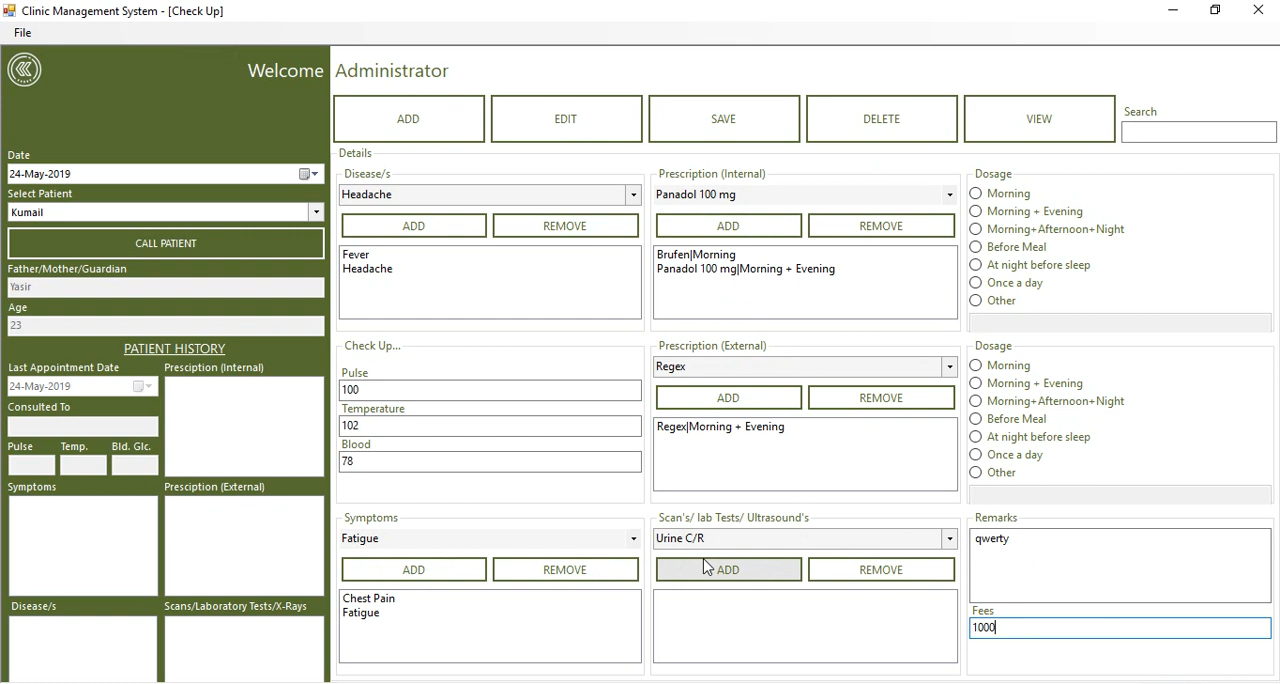 Clinic Management System - [Check Up]
File
Welcome Administrator
ADD
EDIT
SAVE
DELETE
VIEW
Search
Date
24-May-2019
Select Patient
Kumail
CALL PATIENT
Father/Mother/Guardian
Yasir
Age
23
PATIENT HISTORY
Last Appointment Date
Presciption (Internal)
24-May-2019
Consulted To
Pulse
Temp.
Bld. Glc.
Symptoms
Presciption (External)
Disease/s
Scans/Laboratory Tests/X-Rays
Details
Disease/s
Headache
ADD
REMOVE
Fever
Headache
Prescription (Internal)
Panadol 100 mg
ADD
REMOVE
Brufen|Morning
Panadol 100 mg|Morning + Evening
Dosage
Morning
Morning + Evening
Morning+Afternoon+Night
Before Meal
At night before sleep
Once a day
Other
Check Up...
Pulse
100
Temperature
102
Blood
78
Prescription (External)
Regex
ADD
REMOVE
Regex|Morning + Evening
Dosage
Morning
Morning + Evening
Morning+Afternoon+Night
Before Meal
At night before sleep
Once a day
Other
Symptoms
Fatigue
ADD
REMOVE
Chest Pain
Fatigue
Scan's/ lab Tests/ Ultrasound's
Urine C/R
ADD
REMOVE
Remarks
qwerty
Fees
1000